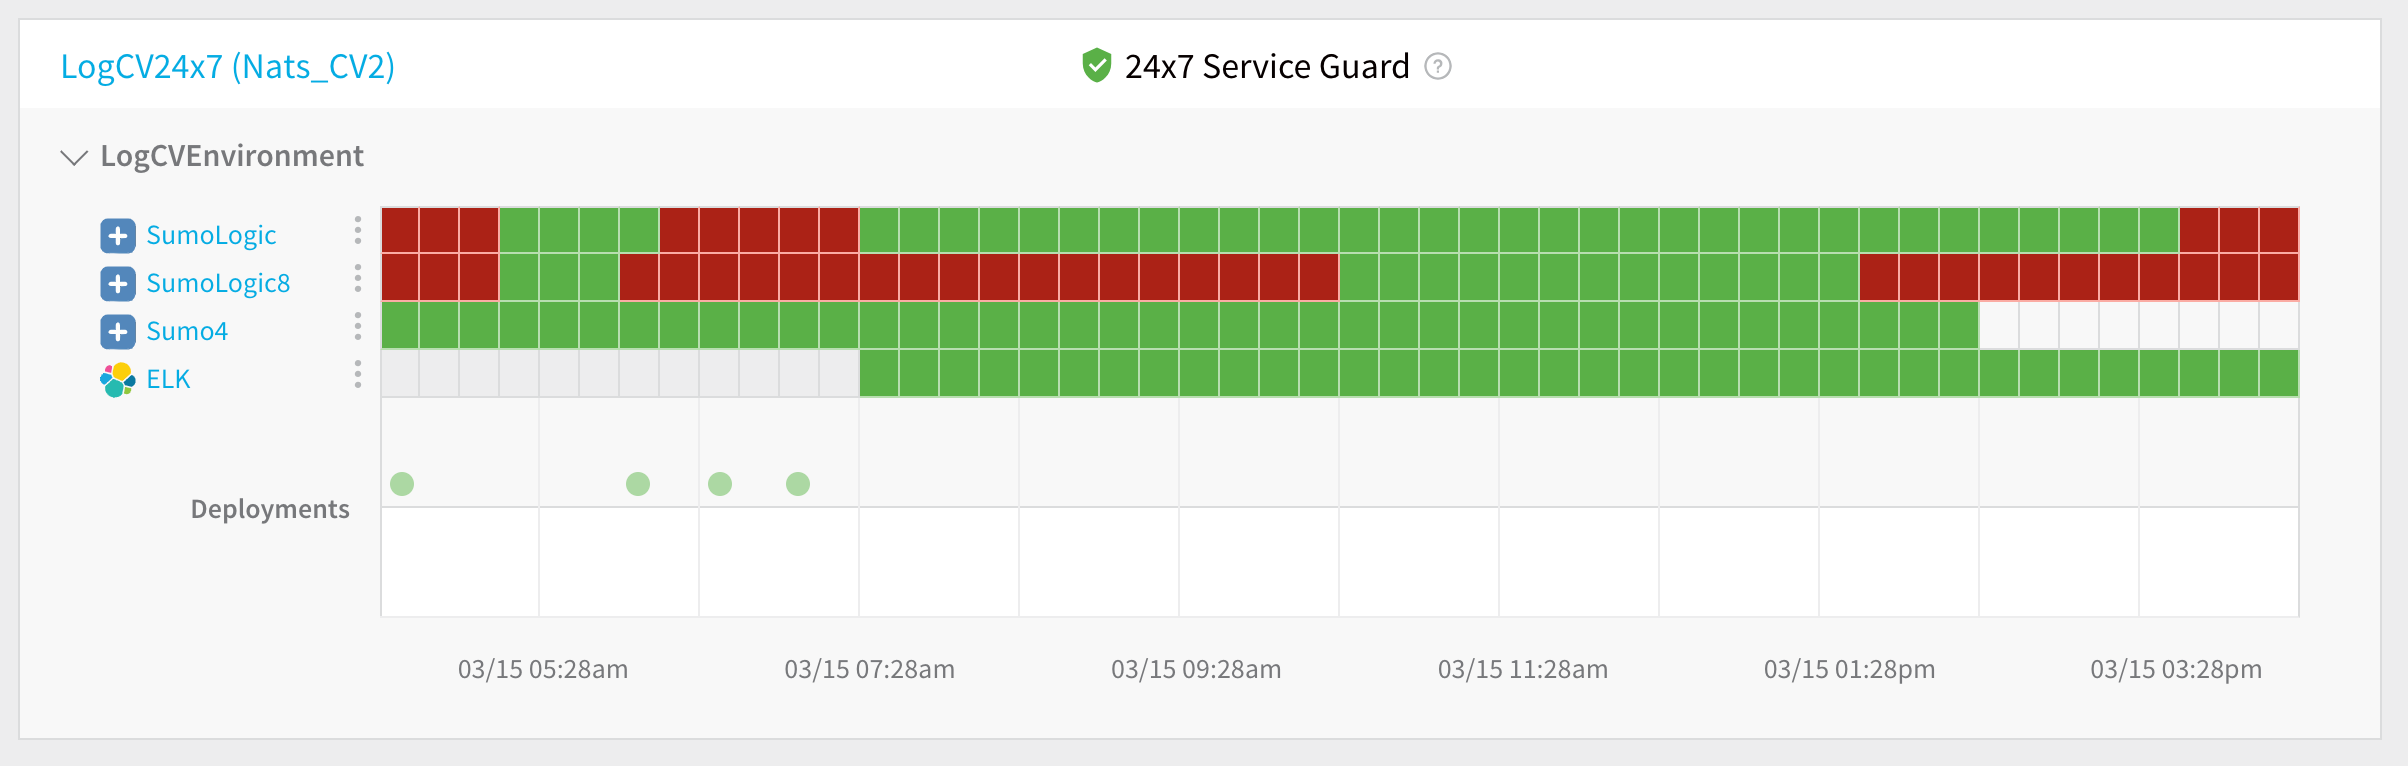 LogCV24x7 (Nats_CV2)
24x7 Service Guard ?
LogCVEnvironment
SumoLogic
SumoLogic8
Sumo4
ELK
Deployments
03/15 05:28am 03/15 07:28am 03/15 09:28am 03/15 11:28am 03/15 01:28pm 03/15 03:28pm